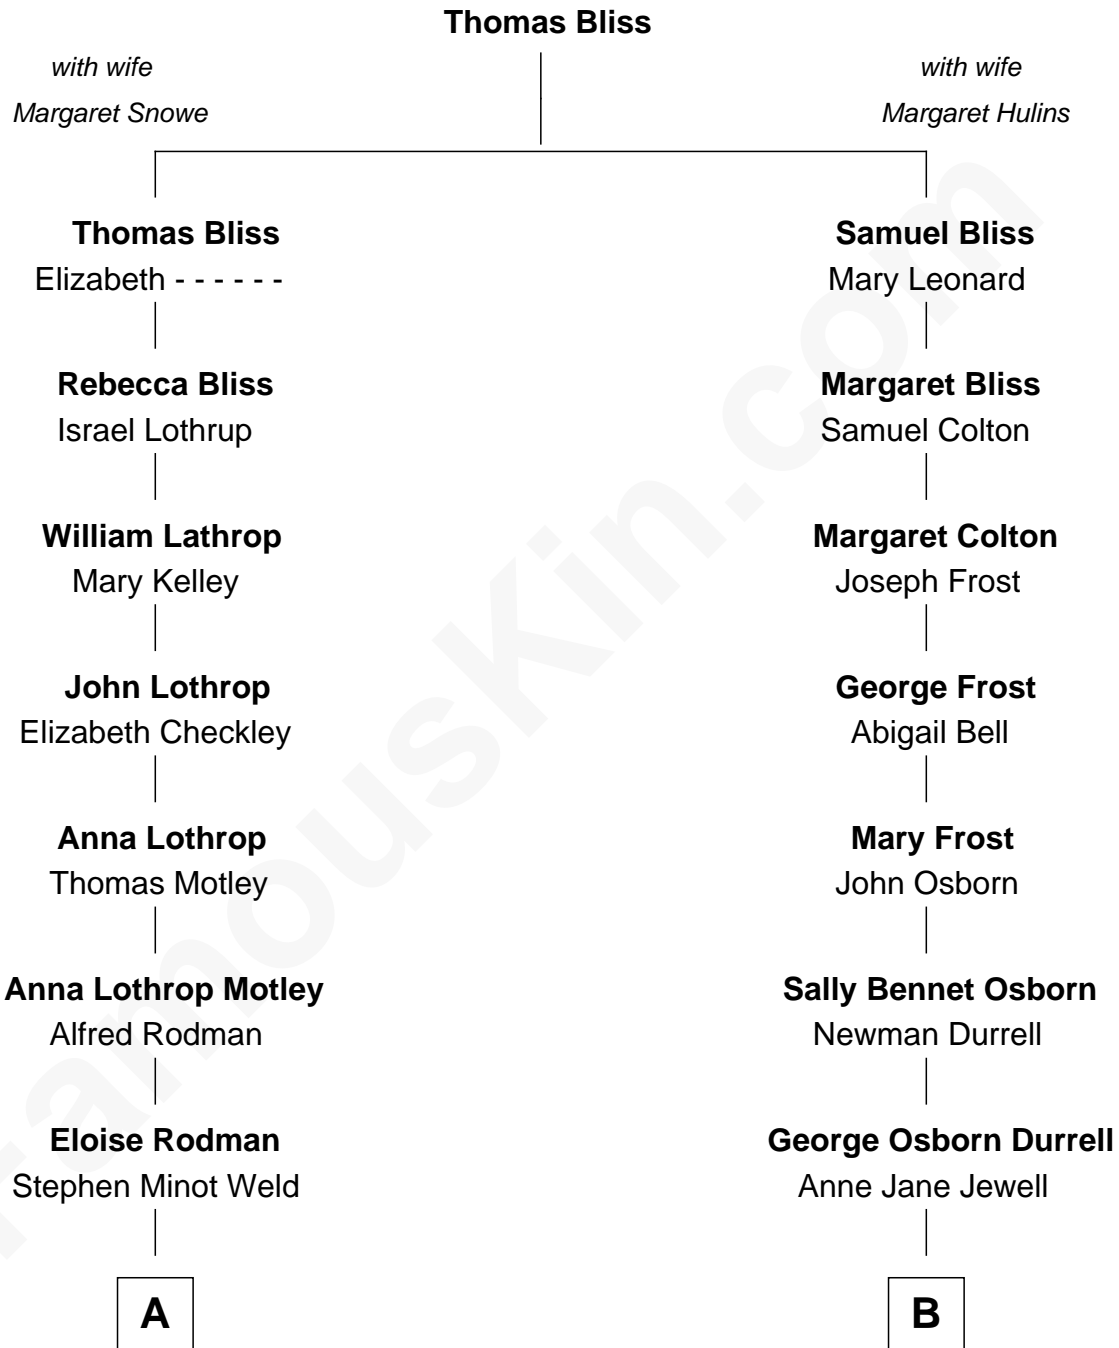 Thomas Bliss
with wife
Margaret Snowe
with wife
Margaret Hulins
Thomas Bliss
Elizabeth - - - - - -
Samuel Bliss
Mary Leonard
Rebecca Bliss
Israel Lothrup
Margaret Bliss
Samuel Colton
William Lathrop
Mary Kelley
Margaret Colton
Joseph Frost
John Lothrop
Elizabeth Checkley
George Frost
Abigail Bell
Anna Lothrop
Thomas Motley
Mary Frost
John Osborn
Anna Lothrop Motley
Alfred Rodman
Sally Bennet Osborn
Newman Durrell
Eloise Rodman
Stephen Minot Weld
George Osborn Durrell
Anne Jane Jewell
A
B
FamousKin.com